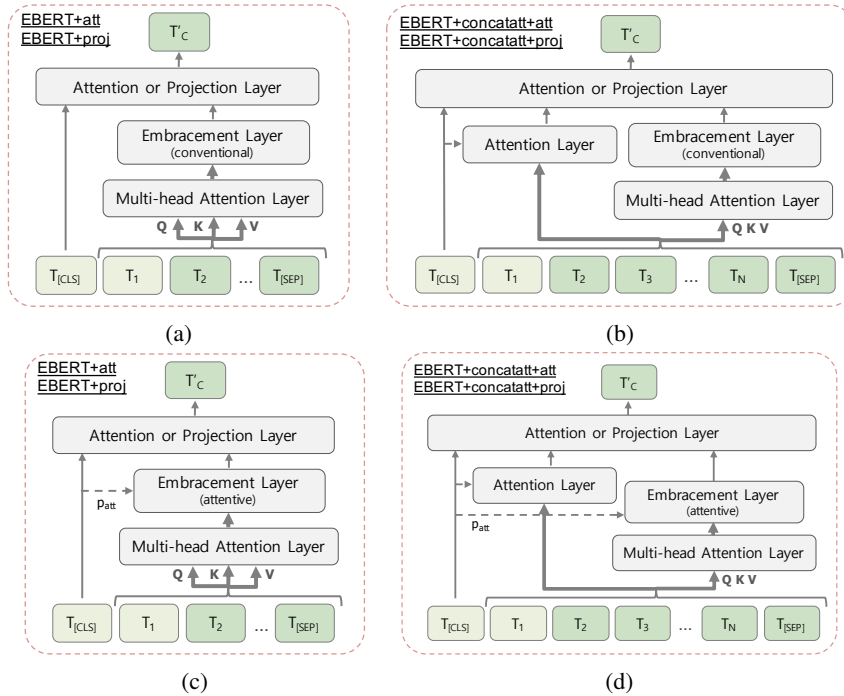 EBERT+att
EBERT+proj
T'C
Attention or Projection Layer
Embracement Layer
(conventional)
Multi-head Attention Layer
Q K V
T[CLS] T1 T2 ... T[SEP]
(a)
EBERT+concatatt+att
EBERT+concatatt+proj
T'C
Attention or Projection Layer
Attention Layer
Embracement Layer
(conventional)
Multi-head Attention Layer
Q K V
T[CLS] T1 T2 T3 ... TN T[SEP]
(b)
EBERT+att
EBERT+proj
T'C
Attention or Projection Layer
Embracement Layer
(attentive)
patt
Multi-head Attention Layer
Q K V
T[CLS] T1 T2 ... T[SEP]
(c)
EBERT+concatatt+att
EBERT+concatatt+proj
T'C
Attention or Projection Layer
Attention Layer
Embracement Layer
(attentive)
patt
Multi-head Attention Layer
Q K V
T[CLS] T1 T2 T3 ... TN T[SEP]
(d)